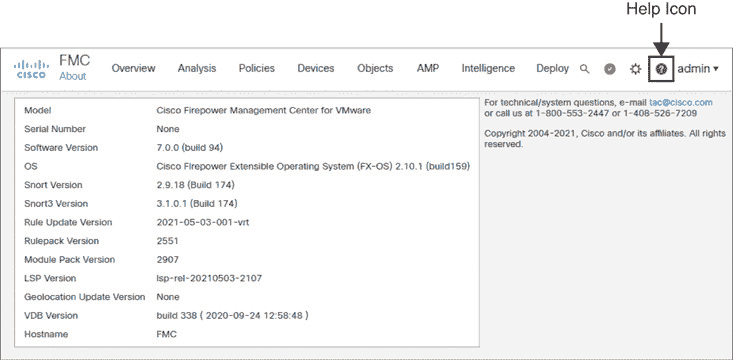 Help Icon
CISCO
FMC
About
Overview Analysis Policies Devices Objects AMP Intelligence Deploy admin
Model Cisco Firepower Management Center for VMware
Serial Number None
Software Version 7.0.0 (build 94)
OS Cisco Firepower Extensible Operating System (FX-OS) 2.10.1 (build159)
Snort Version 2.9.18 (Build 174)
Snort3 Version 3.1.0.1 (Build 174)
Rule Update Version 2021-05-03-001-vrt
Rulepack Version 2551
Module Pack Version 2907
LSP Version lsp-rel-20210503-2107
Geolocation Update Version None
VDB Version build 338 ( 2020-09-24 12:58:48 )
Hostname FMC
For technical/system questions, e-mail tac@cisco.com
or call us at 1-800-553-2447 or 1-408-526-7209
Copyright 2004-2021, Cisco and/or its affiliates. All rights
reserved.